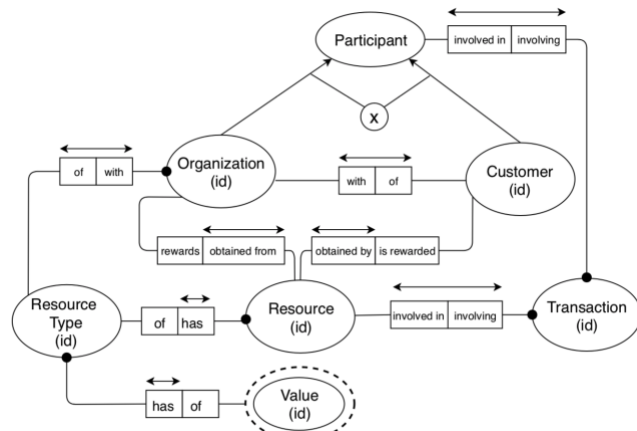 Participant
involved in
involving
X
of
with
Organization
(id)
with
of
Customer
(id)
rewards
obtained from
obtained by
is rewarded
Resource
Type
(id)
of
has
Resource
(id)
involved in
involving
Transaction
(id)
has
of
Value
(id)